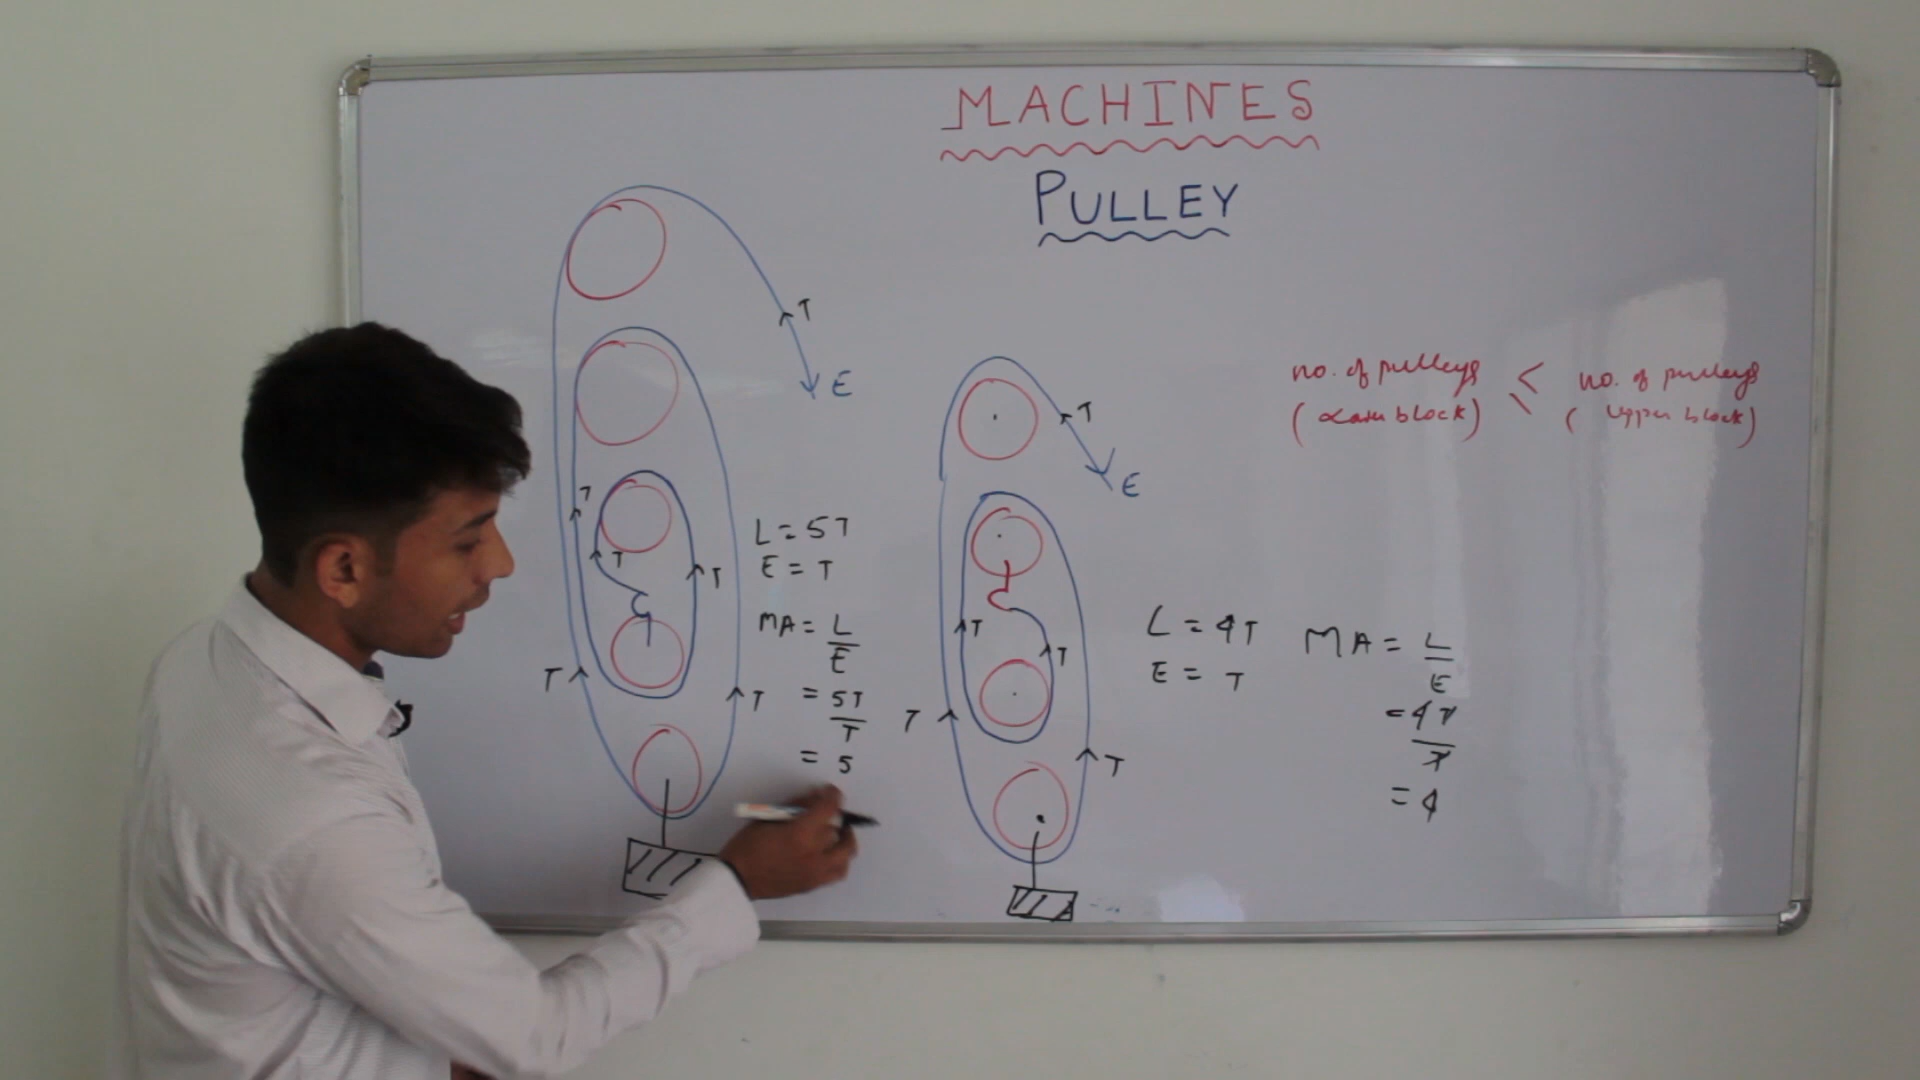 MACHINES
PULLEY
T
E
T
T
T
T
T
L = 5T
E = T
MA = L
E
= 5T
T
= 5
T
E
T
T
T
T
L = 4T
E = T
MA = L
E
= 4T
T
= 4
no. of pulleys < no. of pulleys
block) ( Upper block)